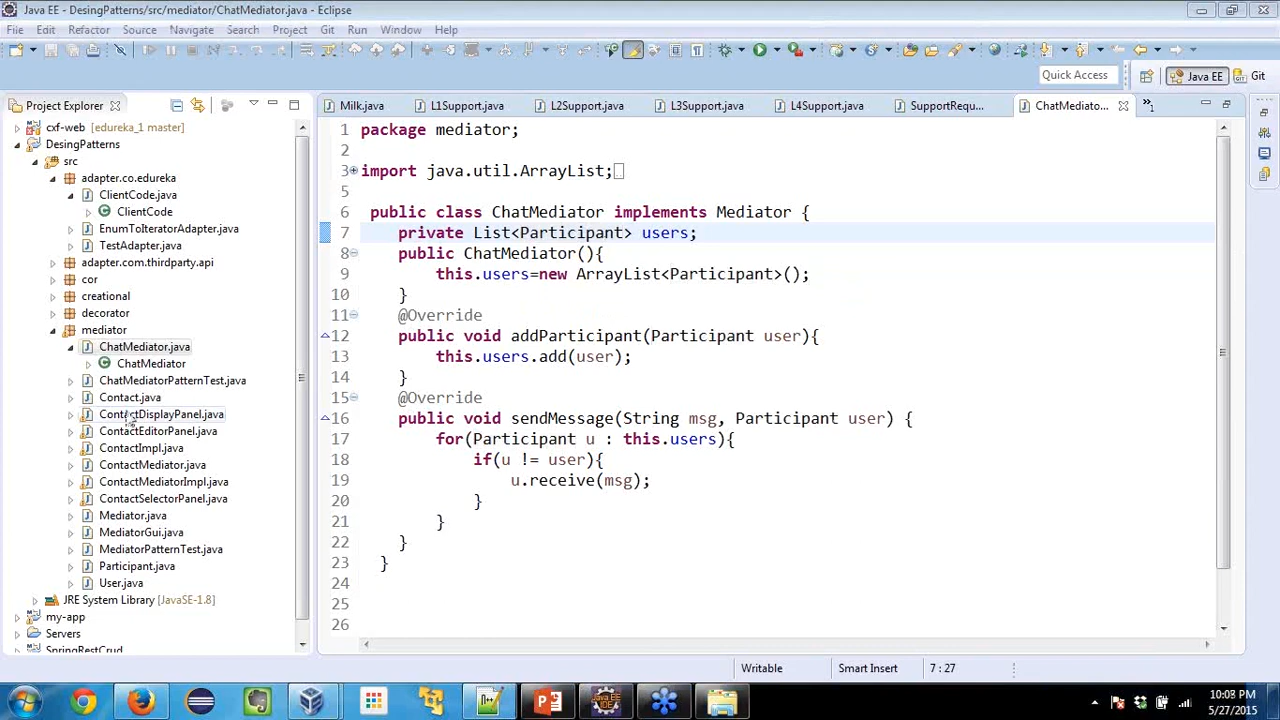 Java EE - DesingPatterns/src/mediator/ChatMediator.java - Eclipse
File Edit Refactor Source Navigate Search Project Git Run Window Help
Quick Access
Java EE
Git
Project Explorer
Milk.java
L1Support.java
L2Support.java
L3Support.java
L4Support.java
SupportRequ...
ChatMediato...
»1
cxf-web [edureka_1 master]
DesingPatterns
src
adapter.co.edureka
ClientCode.java
ClientCode
EnumToIteratorAdapter.java
TestAdapter.java
adapter.com.thirdparty.api
cor
creational
decorator
mediator
ChatMediator.java
ChatMediator
ChatMediatorPatternTest.java
Contact.java
ContactDisplayPanel.java
ContactEditorPanel.java
ContactImpl.java
ContactMediator.java
ContactMediatorImpl.java
ContactSelectorPanel.java
Mediator.java
MediatorGui.java
MediatorPatternTest.java
Participant.java
User.java
JRE System Library [JavaSE-1.8]
my-app
Servers
SpringRestCrud
1 package mediator;
2
3 import java.util.ArrayList;
5
6 public class ChatMediator implements Mediator {
7 private List<Participant> users;
8 public ChatMediator(){
9 this.users=new ArrayList<Participant>();
10 }
11 @Override
12 public void addParticipant(Participant user){
13 this.users.add(user);
14 }
15 @Override
16 public void sendMessage(String msg, Participant user) {
17 for(Participant u : this.users){
18 if(u != user){
19 u.receive(msg);
20 }
21 }
22 }
23 }
24
25
26
Writable
Smart Insert
7 : 27
10:03 PM
5/27/2015